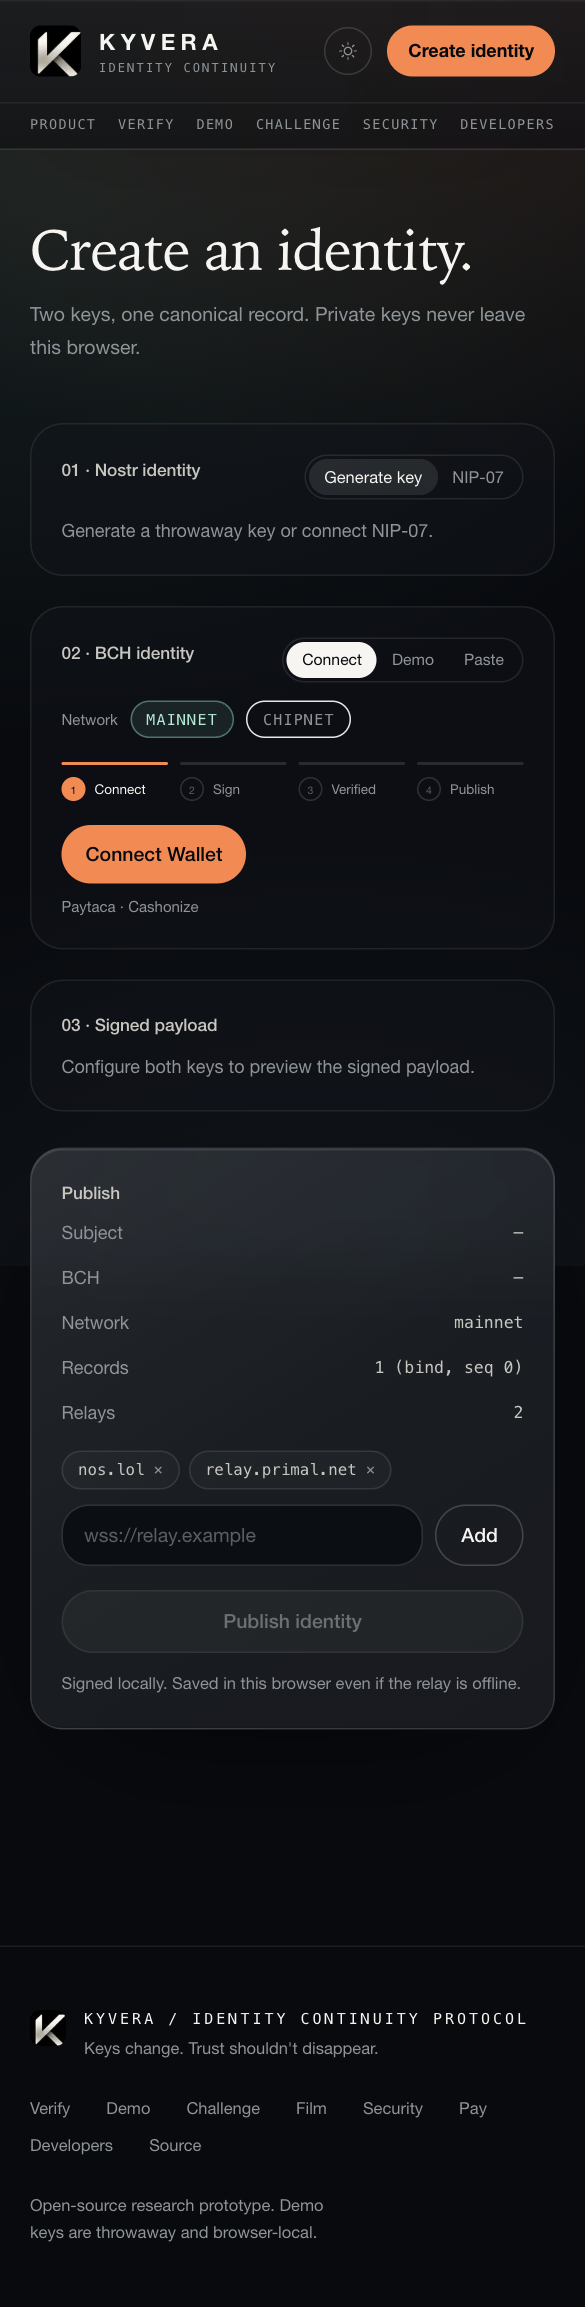 KYVERA
IDENTITY CONTINUITY
Create identity
PRODUCT VERIFY DEMO CHALLENGE SECURITY DEVELOPERS
Create an identity.
Two keys, one canonical record. Private keys never leave
this browser.
01 · Nostr identity
Generate key NIP-07
Generate a throwaway key or connect NIP-07.
02 · BCH identity
Connect Demo Paste
Network MAINNET CHIPNET
1 Connect 2 Sign 3 Verified 4 Publish
Connect Wallet
Paytaca · Cashonize
03 · Signed payload
Configure both keys to preview the signed payload.
Publish
Subject —
BCH —
Network mainnet
Records 1 (bind, seq 0)
Relays 2
nos.lol × relay.primal.net ×
wss://relay.example Add
Publish identity
Signed locally. Saved in this browser even if the relay is offline.
KYVERA / IDENTITY CONTINUITY PROTOCOL
Keys change. Trust shouldn't disappear.
Verify Demo Challenge Film Security Pay
Developers Source
Open-source research prototype. Demo
keys are throwaway and browser-local.